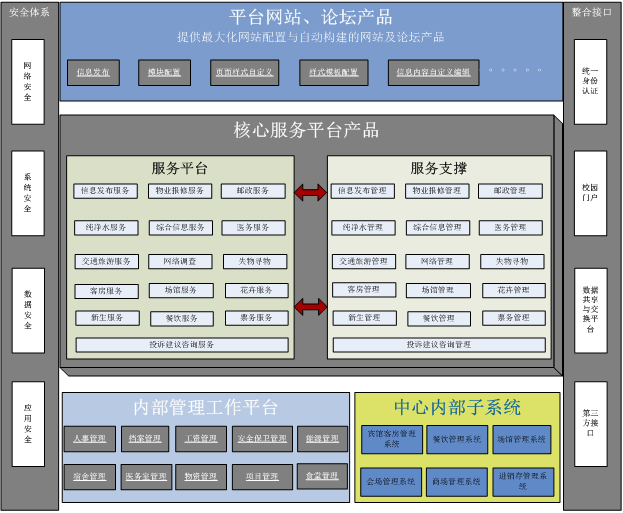 安全体系
网络安全
系统安全
数据安全
应用安全
平台网站、论坛产品
提供最大化网站配置与自动构建的网站及论坛产品
信息发布 模块配置 页面样式自定义 样式模板配置 信息内容自定义编辑 。。。。。
核心服务平台产品
服务平台
信息发布服务 物业报修服务 邮政服务
纯净水服务 综合信息服务 医务服务
交通旅游服务 网络调查 失物寻物
客房服务 场馆服务 花卉服务
新生服务 餐饮服务 票务服务
投诉建议咨询服务
服务支撑
信息发布管理 物业报修管理 邮政管理
纯净水管理 综合信息管理 医务管理
交通旅游管理 网络管理 失物寻物
客房管理 场馆管理 花卉管理
新生管理 餐饮管理 票务管理
投诉建议咨询管理
内部管理工作平台
人事管理 档案管理 工资管理 安全保卫管理 能源管理
宿舍管理 医务室管理 物资管理 项目管理 食堂管理
中心内部子系统
宾馆客房管理
系统
餐饮管理系统 场馆管理系统
会场管理系统 商场管理系统
进销存管理系
统
整合接口
统一
身份
认证
校园
门户
数据
共享
与交
换平
台
第三
方接
口